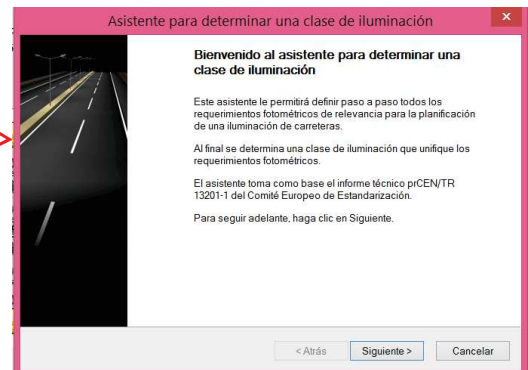 Asistente para determinar una clase de iluminación
x
Bienvenido al asistente para determinar una
clase de iluminación
Este asistente le permitirá definir paso a paso todos los
requerimientos fotométricos de relevancia para la planificación
de una iluminación de carreteras.
Al final se determina una clase de iluminación que unifique los
requerimientos fotométricos.
El asistente toma como base el informe técnico prCEN/TR
13201-1 del Comité Europeo de Estandarización.
Para seguir adelante, haga clic en Siguiente.
< Atrás Siguiente > Cancelar